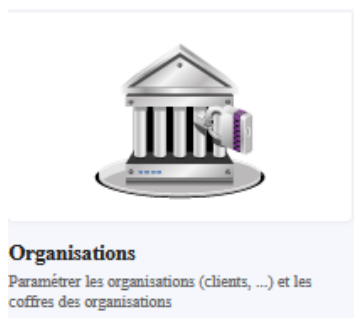 Organisations
Paramétrer les organisations (clients, ...) et les
coffres des organisations